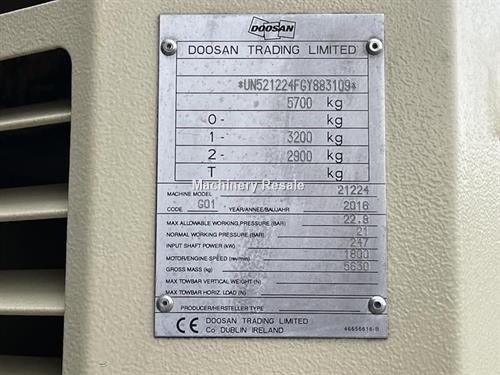 DOOSAN
DOOSAN TRADING LIMITED
*UN521224FGY883109*
5700 kg
0- kg
1- 3200 kg
2- 2900 kg
T kg
Machinery Resale
MACHINE MODEL 21224
CODE G01 YEAR/ANNEE/BAUJAHR 2016
MAX ALLOWABLE WORKING PRESSURE (BAR) 22.8
NORMAL WORKING PRESSURE (BAR) 21
INPUT SHAFT POWER (kW) 247
MOTOR/ENGINE SPEED (rev/min) 1800
GROSS MASS (kg) 5630
MAX TOWBAR VERTICAL WEIGHT (N)
MAX TOWBAR HORIZ. LOAD (N)
PRODUCER/HERSTELLER TYPE
CE DOOSAN TRADING LIMITED
Co DUBLIN IRELAND 46656616-B